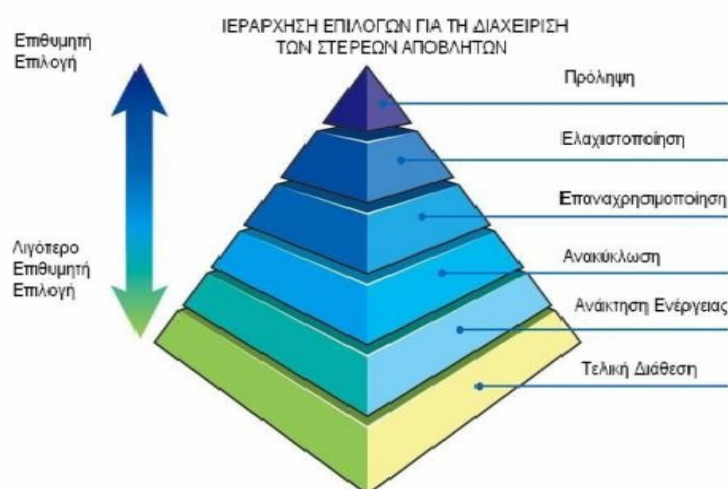 ΙΕΡΑΡΧΗΣΗ ΕΠΙΛΟΓΩΝ ΓΙΑ ΤΗ ΔΙΑΧΕΙΡΙΣΗ
ΤΩΝ ΣΤΕΡΕΩΝ ΑΠΟΒΛΗΤΩΝ
Επιθυμητή
Επιλογή
Πρόληψη
Ελαχιστοποίηση
Επαναχρησιμοποίηση
Λιγότερο
Επιθυμητή
Επιλογή
Ανακύκλωση
Ανάκτηση Ενέργειας
Τελική Διάθεση